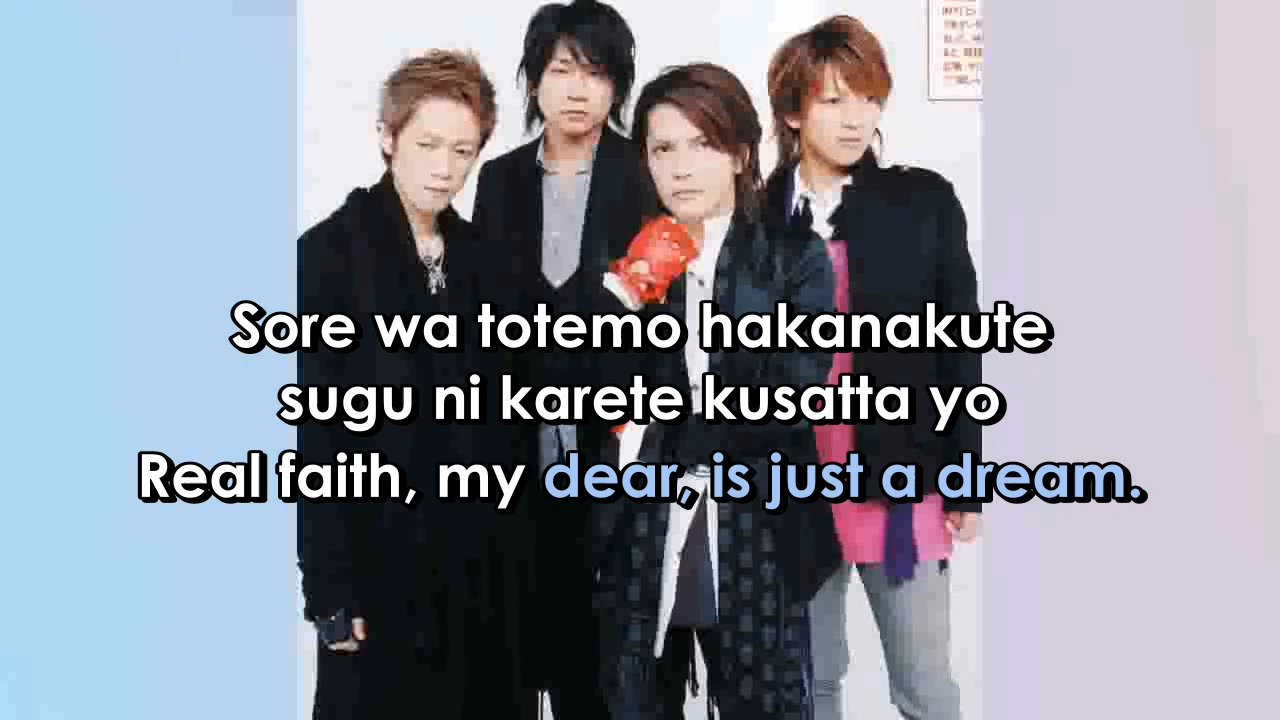 Sore wa totemo hakanakute
sugu ni karete kusatta yo
Real faith, my dear, is just a dream.